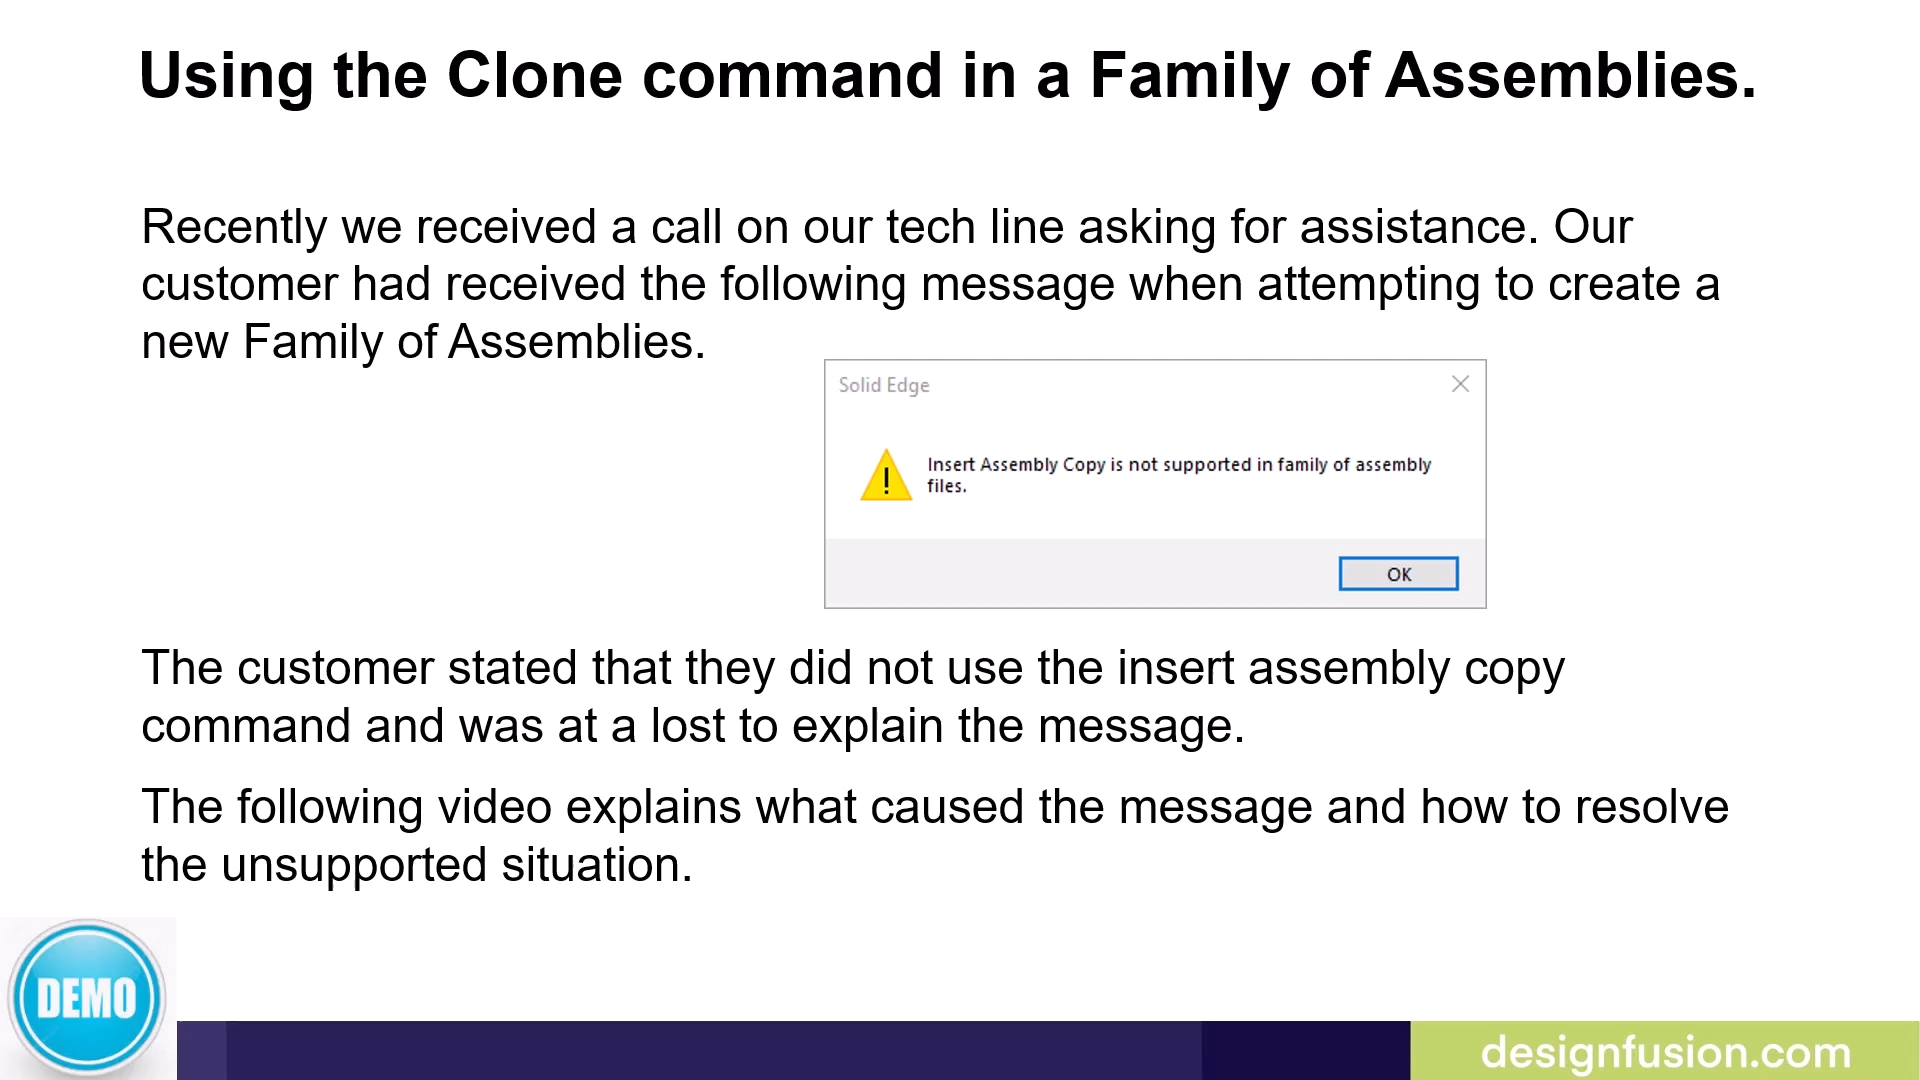 Using the Clone command in a Family of Assemblies.
Recently we received a call on our tech line asking for assistance. Our
customer had received the following message when attempting to create a
new Family of Assemblies.
Solid Edge
Insert Assembly Copy is not supported in family of assembly
files.
OK
The customer stated that they did not use the insert assembly copy
command and was at a lost to explain the message.
The following video explains what caused the message and how to resolve
the unsupported situation.
DEMO
designfusion.com